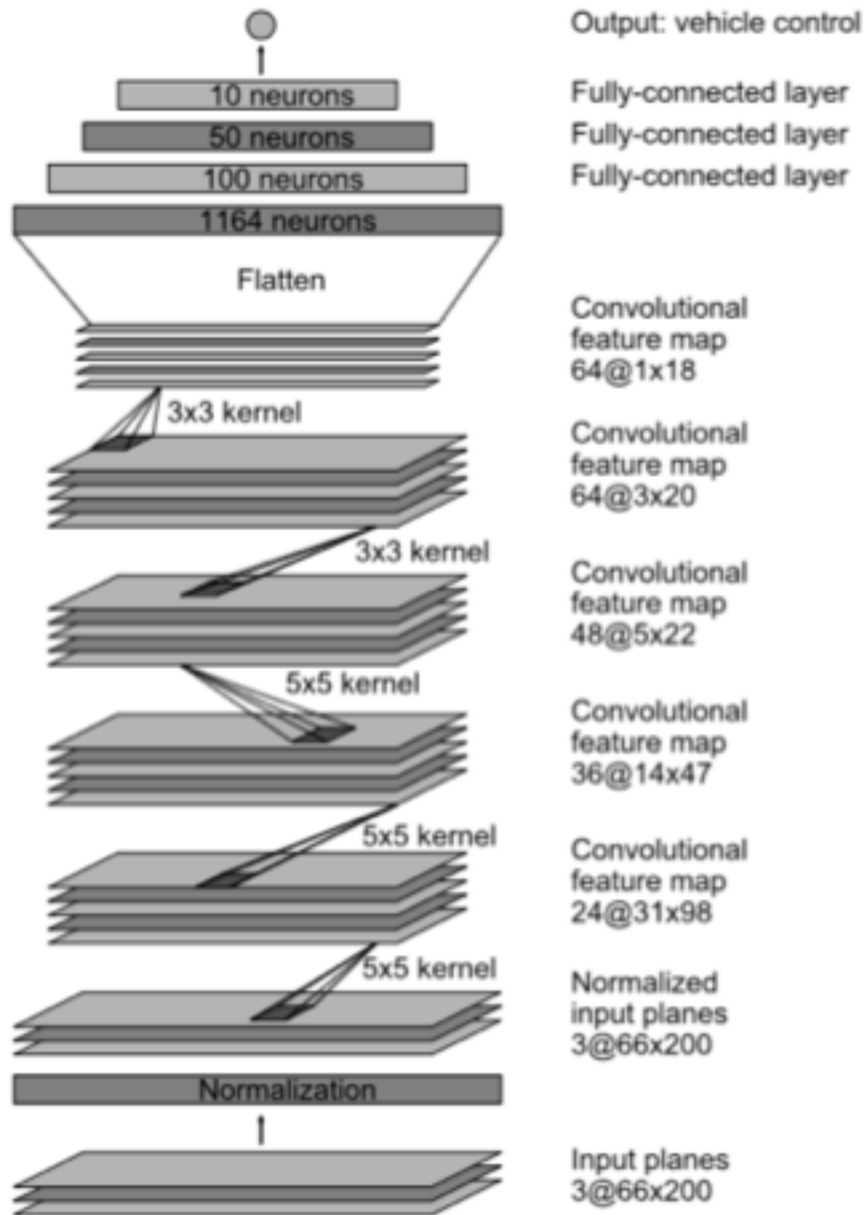 Output: vehicle control
10 neurons
Fully-connected layer
50 neurons
Fully-connected layer
100 neurons
Fully-connected layer
1164 neurons
Flatten
Convolutional
feature map
64@1x18
3x3 kernel
Convolutional
feature map
64@3x20
3x3 kernel
Convolutional
feature map
48@5x22
5x5 kernel
Convolutional
feature map
36@14x47
5x5 kernel
Convolutional
feature map
24@31x98
5x5 kernel
Normalized
input planes
3@66x200
Normalization
Input planes
3@66x200